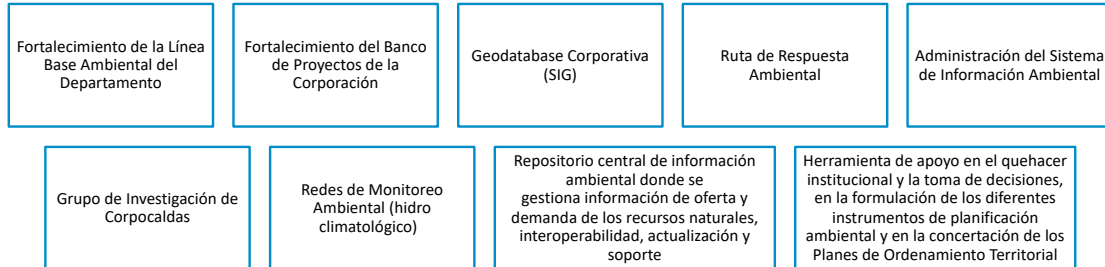 Fortalecimiento de la Línea
Base Ambiental del
Departamento
Fortalecimiento del Banco
de Proyectos de la
Corporación
Geodatabase Corporativa
(SIG)
Ruta de Respuesta
Ambiental
Administración del Sistema
de Información Ambiental
Grupo de Investigación de
Corpocaldas
Redes de Monitoreo
Ambiental (hidro
climatológico)
Repositorio central de información
ambiental donde se
gestiona información de oferta y
demanda de los recursos naturales,
interoperabilidad, actualización y
soporte
Herramienta de apoyo en el quehacer
institucional y la toma de decisiones,
en la formulación de los diferentes
instrumentos de planificación
ambiental y en la concertación de los
Planes de Ordenamiento Territorial